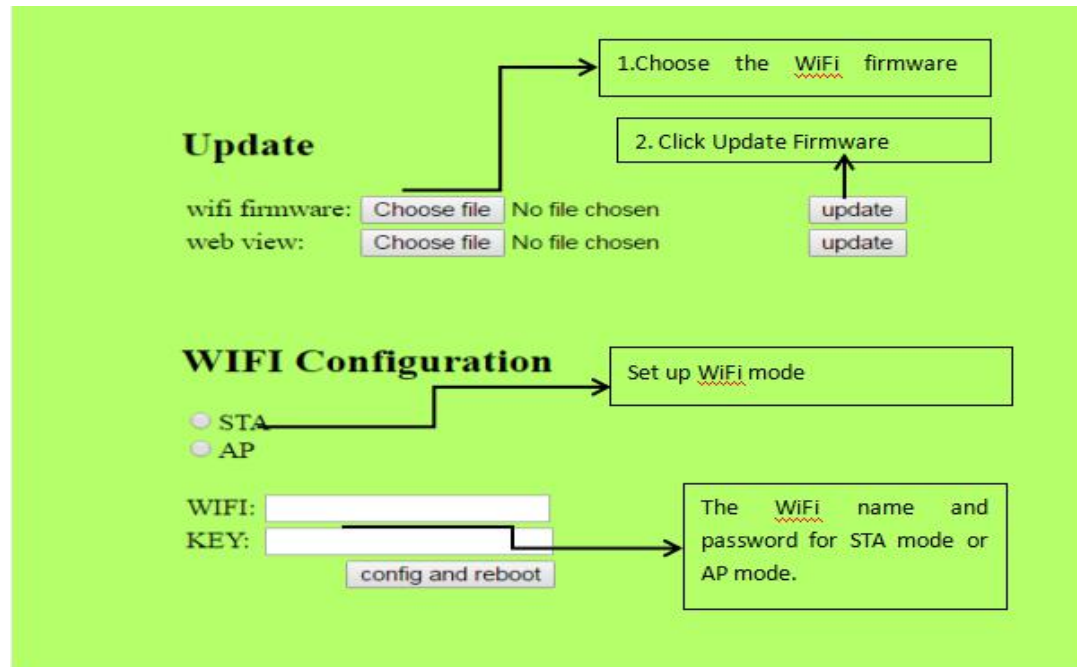 1.Choose the WiFi firmware
Update
2. Click Update Firmware
wifi firmware: Choose file No file chosen update
web view: Choose file No file chosen update
WIFI Configuration
Set up WiFi mode
STA
AP
WIFI:
KEY:
config and reboot
The WiFi name and
password for STA mode or
AP mode.